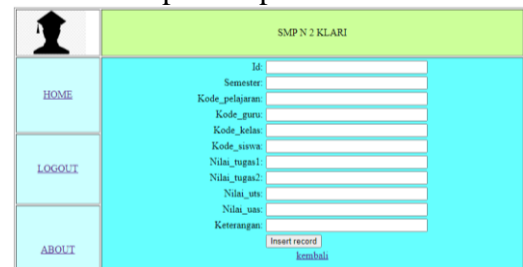 SMP N 2 KLARI
HOME
LOGOUT
ABOUT
Id:
Semester:
Kode_pelajaran:
Kode_guru:
Kode_kelas:
Kode_siswa:
Nilai_tugas1:
Nilai_tugas2:
Nilai_uts:
Nilai_uas:
Keterangan:
Insert record
kembali